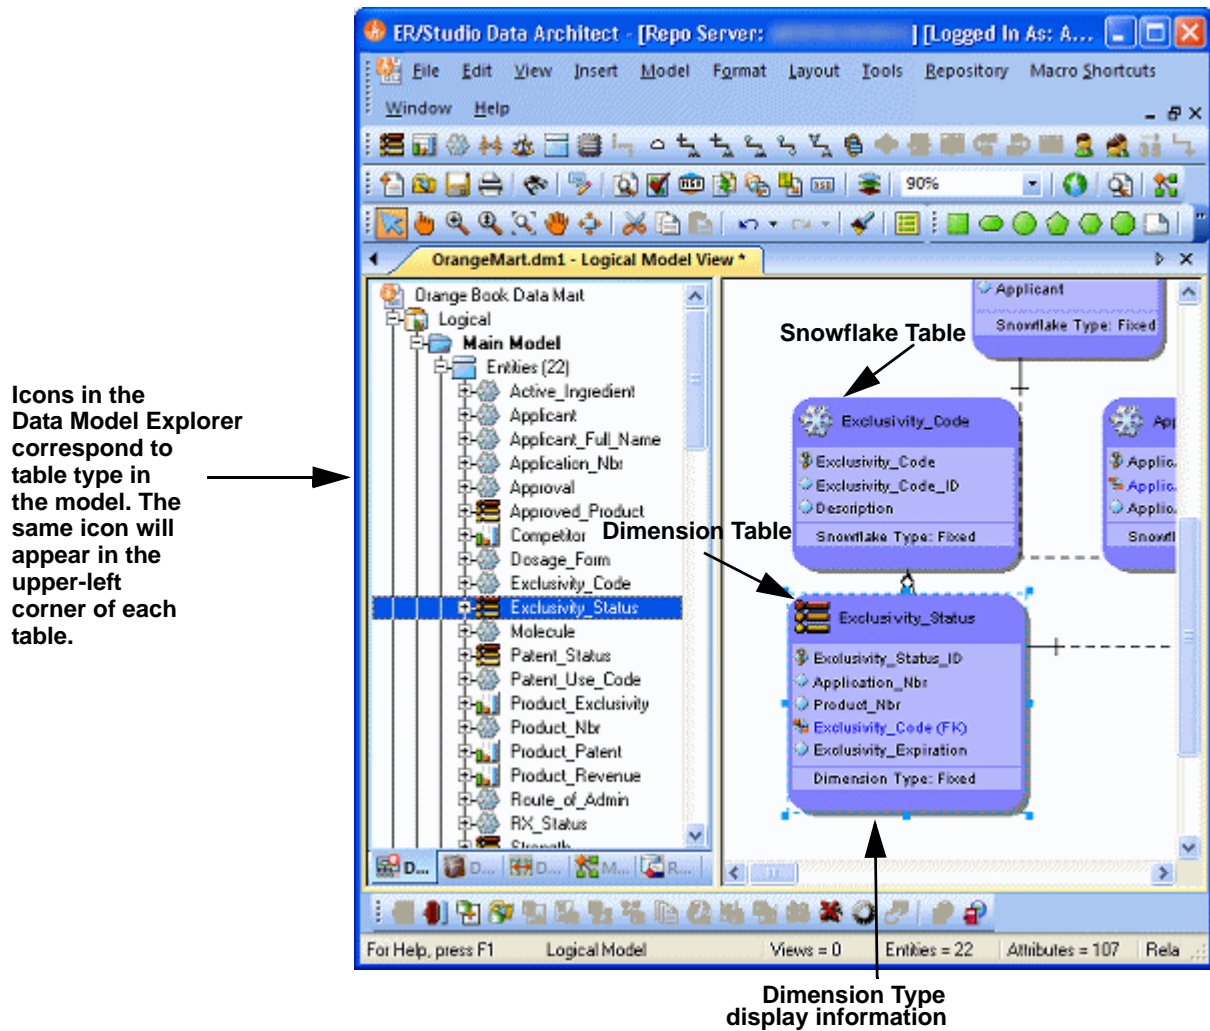 ER/Studio Data Architect - [Repo Server: ] [Logged In As: A...
File Edit View Insert Model Format Layout Tools Repository Macro Shortcuts
Window Help
90%
OrangeMart.dm1 - Logical Model View *
Orange Book Data Mart
Logical
Main Model
Entities (22)
Active_Ingredient
Applicant
Applicant_Full_Name
Application_Nbr
Approval
Approved_Product
Competitor
Dosage_Form
Exclusivity_Code
Exclusivity_Status
Molecule
Patent_Status
Patent_Use_Code
Product_Exclusivity
Product_Nbr
Product_Patent
Product_Revenue
Route_of_Admin
RX_Status
Strength
D... D... D... M... R...
Applicant
Snowflake Type: Fixed
Snowflake Table
Exclusivity_Code
Exclusivity_Code
Exclusivity_Code_ID
Description
Snowflake Type: Fixed
App
Applic.
Applic.
Applic.
Snowfl
Dimension Table
Exclusivity_Status
Exclusivity_Status_ID
Application_Nbr
Product_Nbr
Exclusivity_Code (FK)
Exclusivity_Expiration
Dimension Type: Fixed
Icons in the
Data Model Explorer
correspond to
table type in
the model. The
same icon will
appear in the
upper-left
corner of each
table.
For Help, press F1 Logical Model Views = 0 Entities = 22 Attributes = 107 Rela
Dimension Type
display information